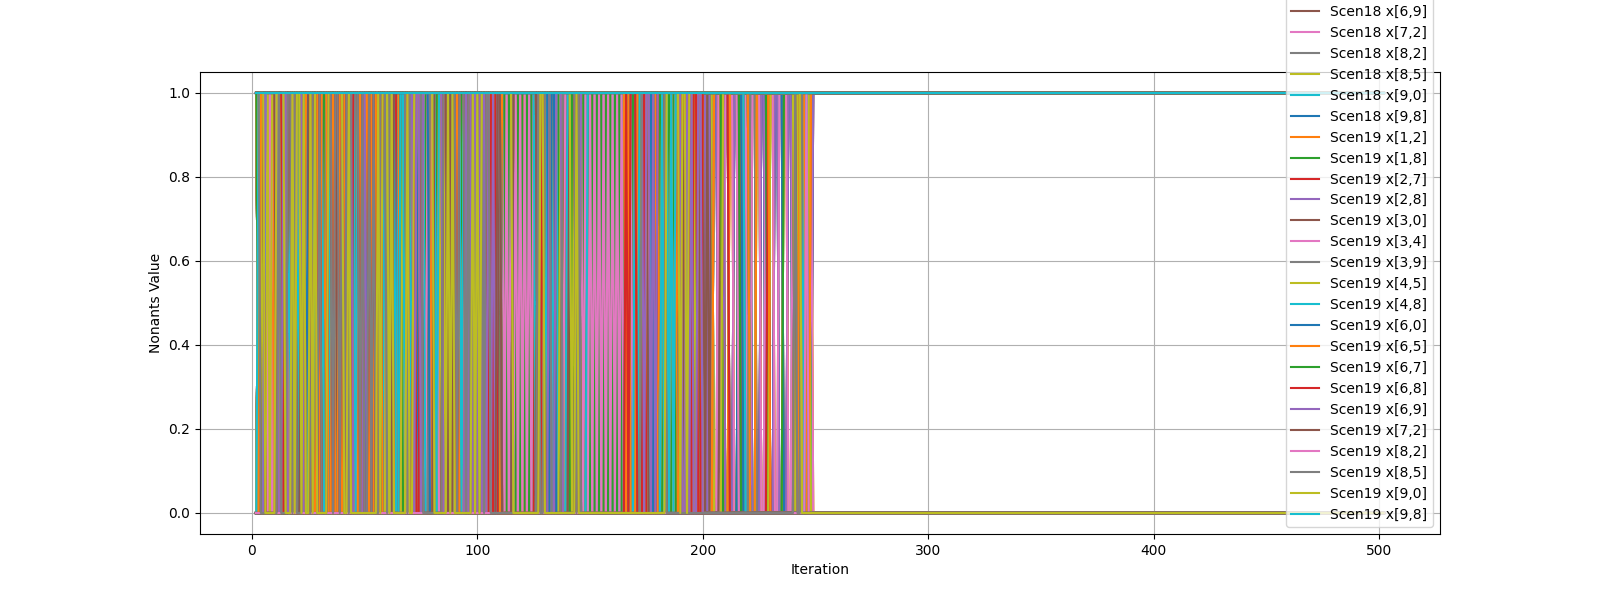 Scen18 x[6,9]
Scen18 x[7,2]
Scen18 x[8,2]
Scen18 x[8,5]
Scen18 x[9,0]
Scen18 x[9,8]
Scen19 x[1,2]
Scen19 x[1,8]
Scen19 x[2,7]
Scen19 x[2,8]
Scen19 x[3,0]
Scen19 x[3,4]
Scen19 x[3,9]
Scen19 x[4,5]
Scen19 x[4,8]
Scen19 x[6,0]
Scen19 x[6,5]
Scen19 x[6,7]
Scen19 x[6,8]
Scen19 x[6,9]
Scen19 x[7,2]
Scen19 x[8,2]
Scen19 x[8,5]
Scen19 x[9,0]
Scen19 x[9,8]
1.0
0.8
0.6
0.4
0.2
0.0
Nonants Value
0 100 200 300 400 500
Iteration